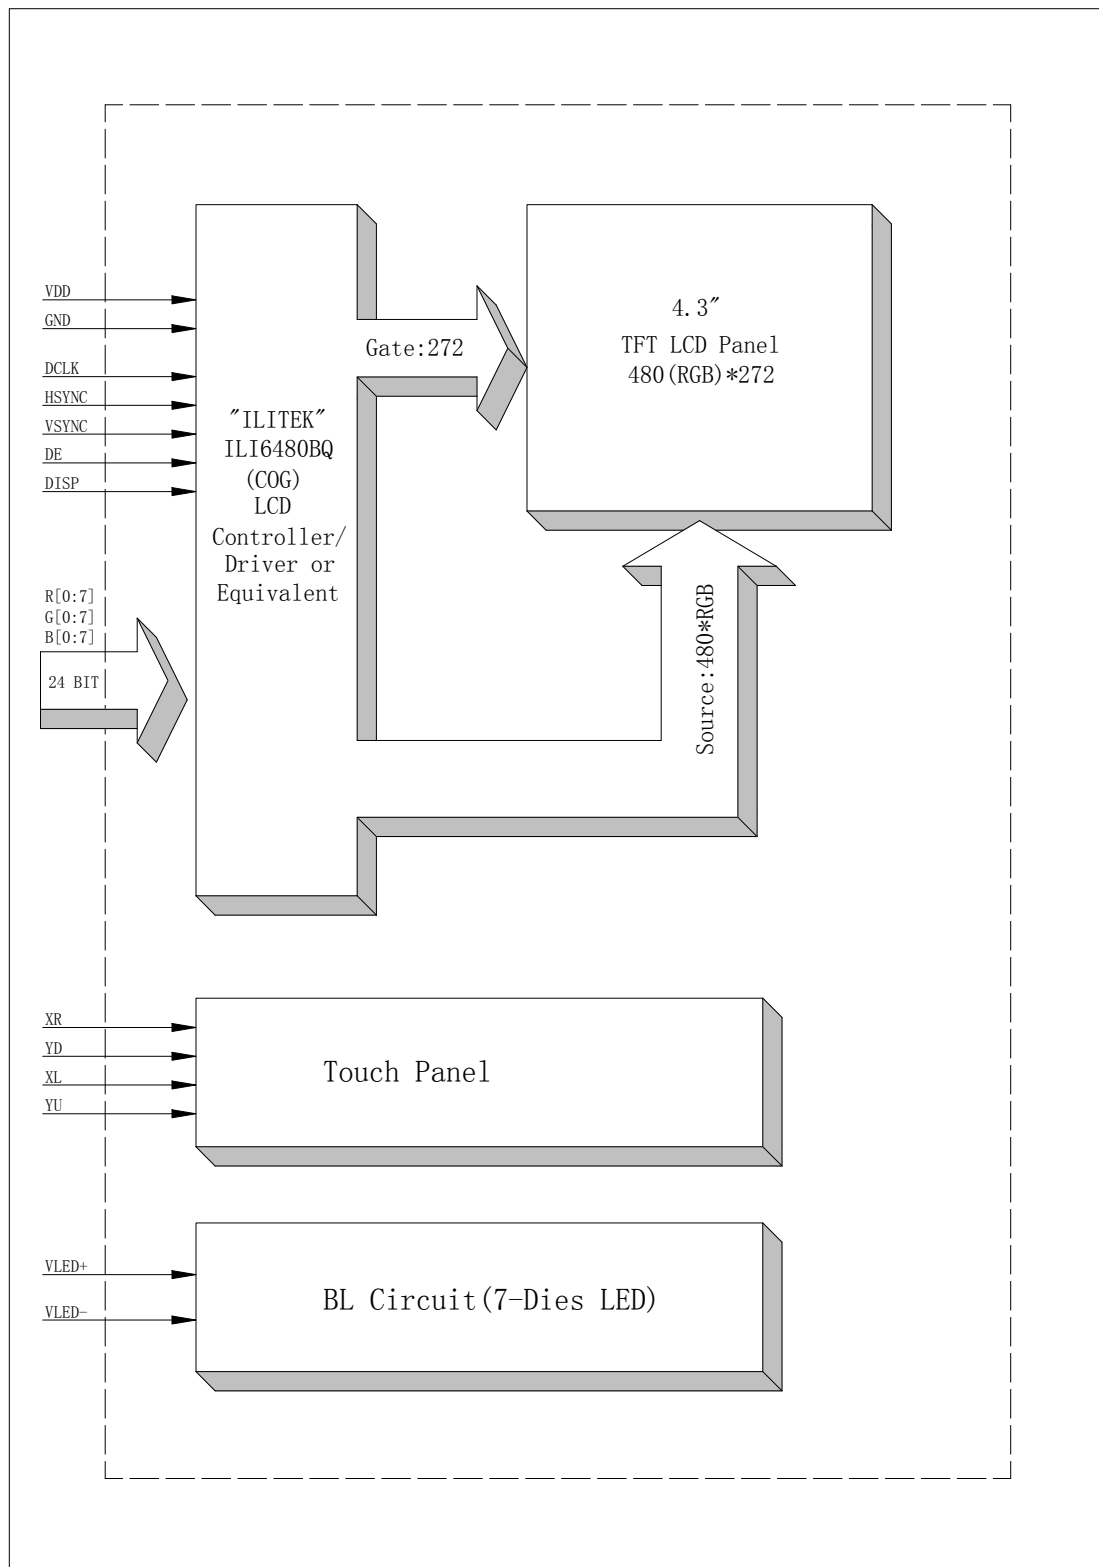 VDD
GND
DCLK
HSYNC
VSYNC
DE
DISP
R[0:7]
G[0:7]
B[0:7]
24 BIT
"ILITEK"
ILI6480BQ
(COG)
LCD
Controller/
Driver or
Equivalent
Gate:272
4.3"
TFT LCD Panel
480(RGB)*272
Source:480*RGB
XR
YD
XL
YU
Touch Panel
VLED+
VLED-
BL Circuit(7-Dies LED)